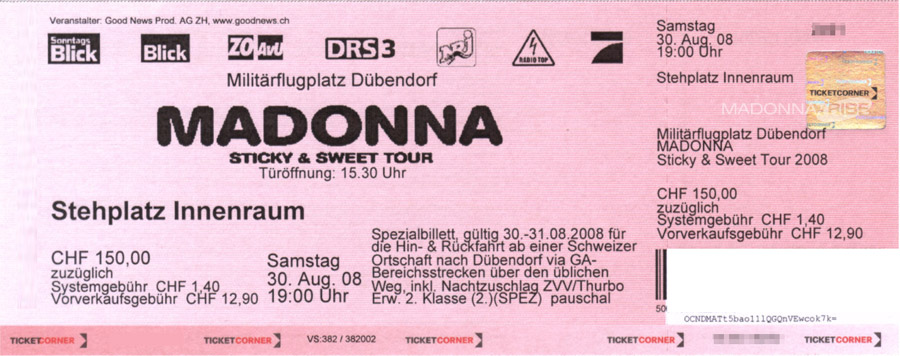 Veranstalter: Good News Prod. AG ZH, www.goodnews.ch
Sonntags
Blick
Blick
ZO AvU
DRS 3
NRJ
RADIO TOP
7
Militärflugplatz Dübendorf
MADONNA
STICKY & SWEET TOUR
Türöffnung: 15.30 Uhr
Stehplatz Innenraum
CHF 150,00
zuzüglich
Systemgebühr CHF 1,40
Vorverkaufsgebühr CHF 12,90
Samstag
30. Aug. 08
19:00 Uhr
Spezialbillett, gültig 30.-31.08.2008 für
die Hin- & Rückfahrt ab einer Schweizer
Ortschaft nach Dübendorf via GA-
Bereichsstrecken über den üblichen
Weg, inkl. Nachtzuschlag ZVV/Thurbo
Erw. 2. Klasse (2.)(SPEZ) pauschal
Samstag
30. Aug. 08
19:00 Uhr
Stehplatz Innenraum
TICKETCORNER
MADONNA-RISE
Militärflugplatz Dübendorf
MADONNA
Sticky & Sweet Tour 2008
CHF 150,00
zuzüglich
Systemgebühr CHF 1,40
Vorverkaufsgebühr CHF 12,90
50
OCNDMATt5bao1llQGQnVEwcok7k=
TICKETCORNER
TICKETCORNER
VS:382 / 382002
TICKETCORNER
TICKETCORNER
TICKETCORNER